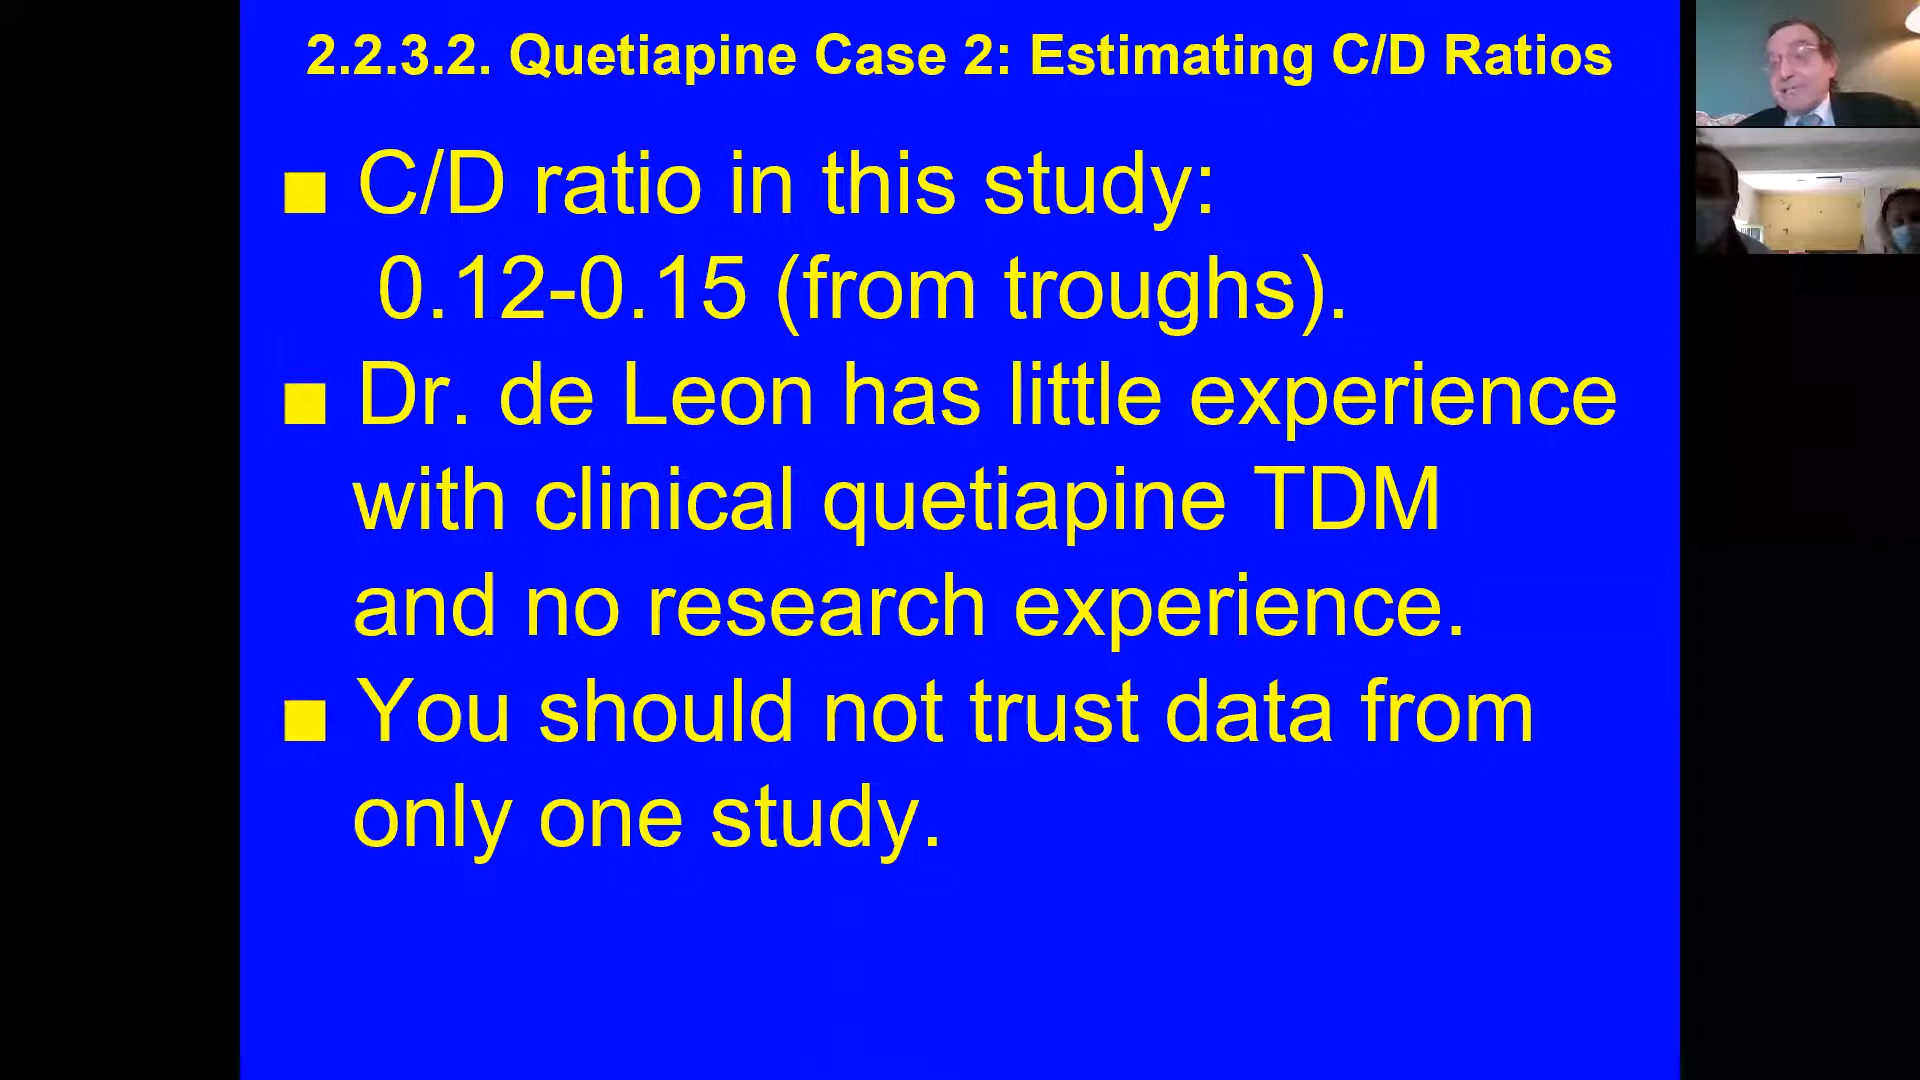 2.2.3.2. Quetiapine Case 2: Estimating C/D Ratios
■ C/D ratio in this study:
0.12-0.15 (from troughs).
■ Dr. de Leon has little experience
with clinical quetiapine TDM
and no research experience.
■ You should not trust data from
only one study.